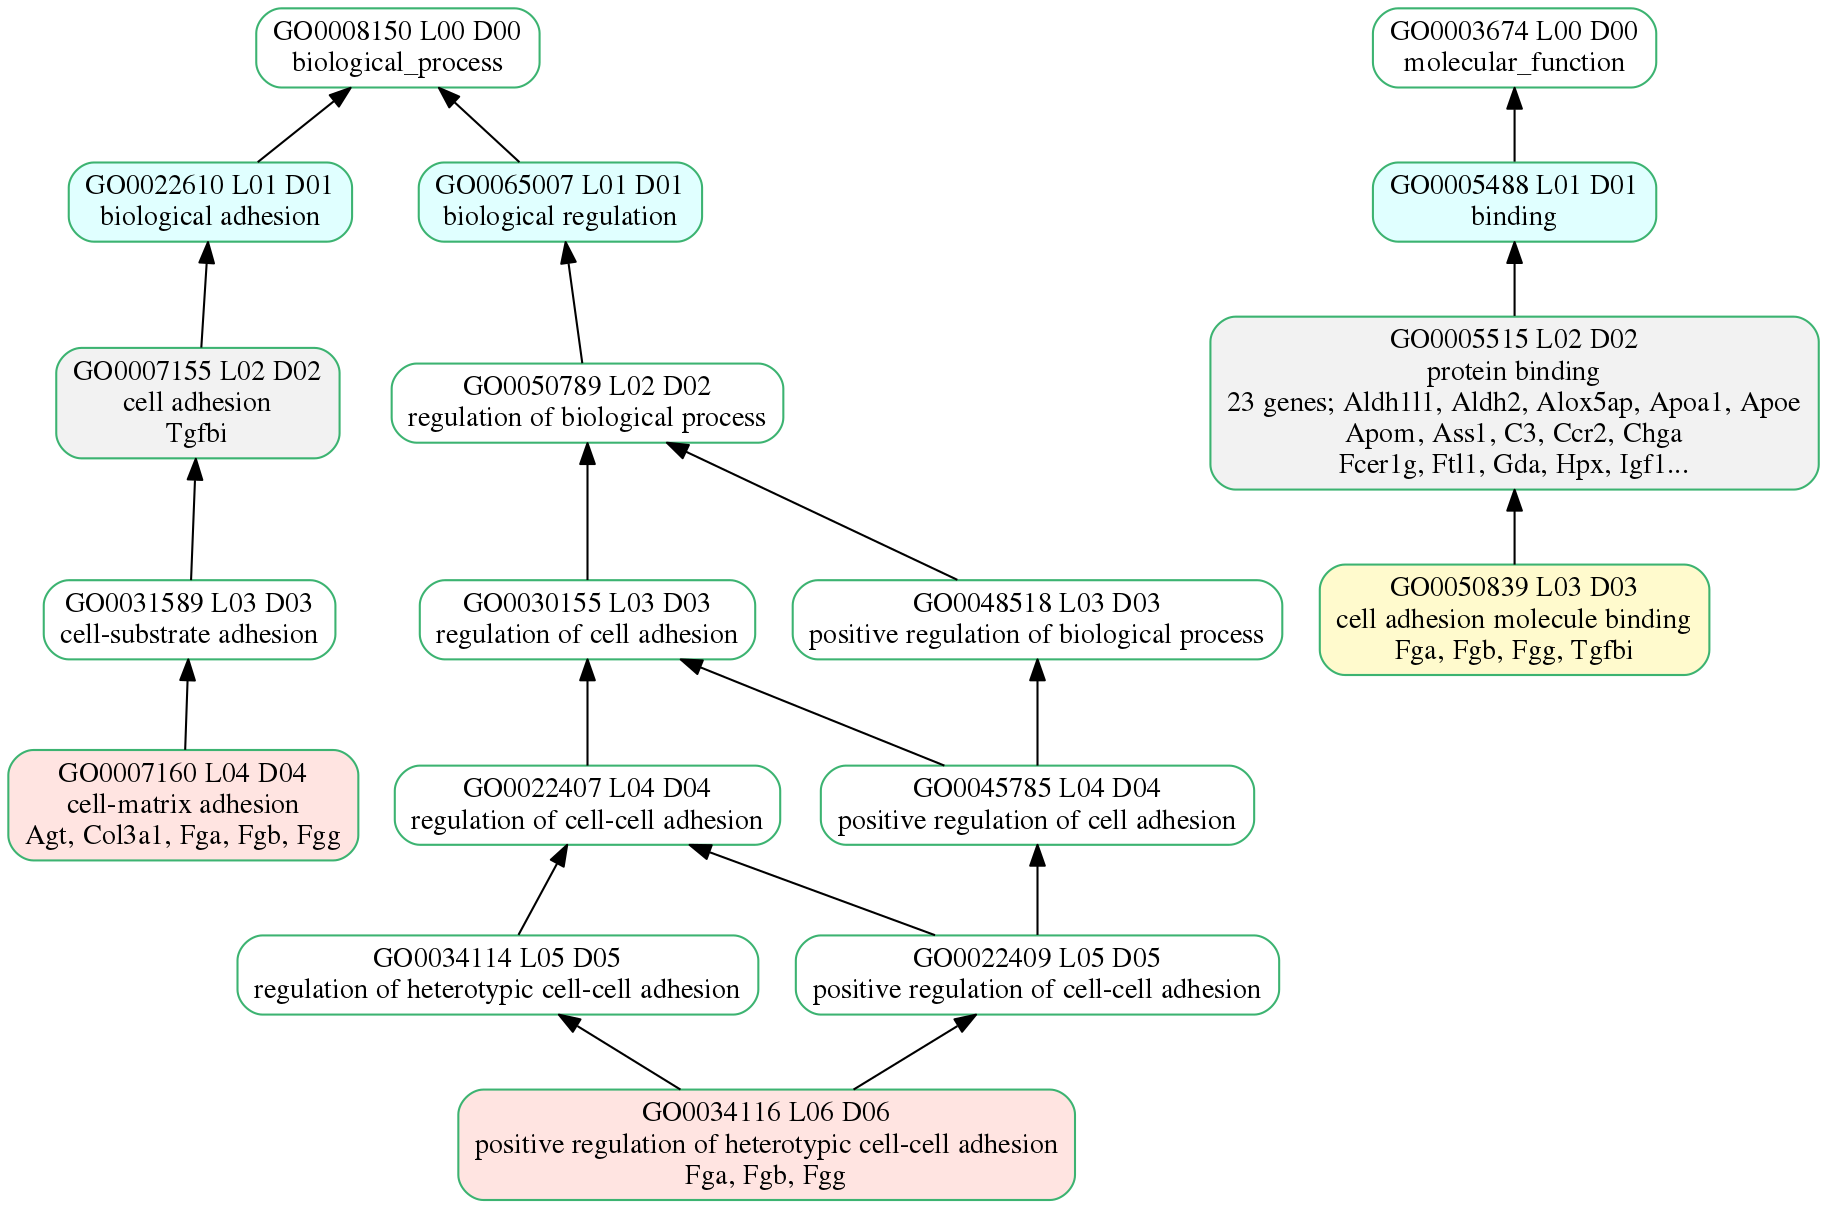 GO0008150 L00 D00
biological_process
GO0003674 L00 D00
molecular_function
GO0022610 L01 D01
biological adhesion
GO0065007 L01 D01
biological regulation
GO0005488 L01 D01
binding
GO0007155 L02 D02
cell adhesion
Tgfbi
GO0050789 L02 D02
regulation of biological process
GO0005515 L02 D02
protein binding
23 genes; Aldh1l1, Aldh2, Alox5ap, Apoa1, Apoe
Apom, Ass1, C3, Ccr2, Chga
Fcer1g, Ftl1, Gda, Hpx, Igf1...
GO0031589 L03 D03
cell-substrate adhesion
GO0030155 L03 D03
regulation of cell adhesion
GO0048518 L03 D03
positive regulation of biological process
GO0050839 L03 D03
cell adhesion molecule binding
Fga, Fgb, Fgg, Tgfbi
GO0007160 L04 D04
cell-matrix adhesion
Agt, Col3a1, Fga, Fgb, Fgg
GO0022407 L04 D04
regulation of cell-cell adhesion
GO0045785 L04 D04
positive regulation of cell adhesion
GO0034114 L05 D05
regulation of heterotypic cell-cell adhesion
GO0022409 L05 D05
positive regulation of cell-cell adhesion
GO0034116 L06 D06
positive regulation of heterotypic cell-cell adhesion
Fga, Fgb, Fgg